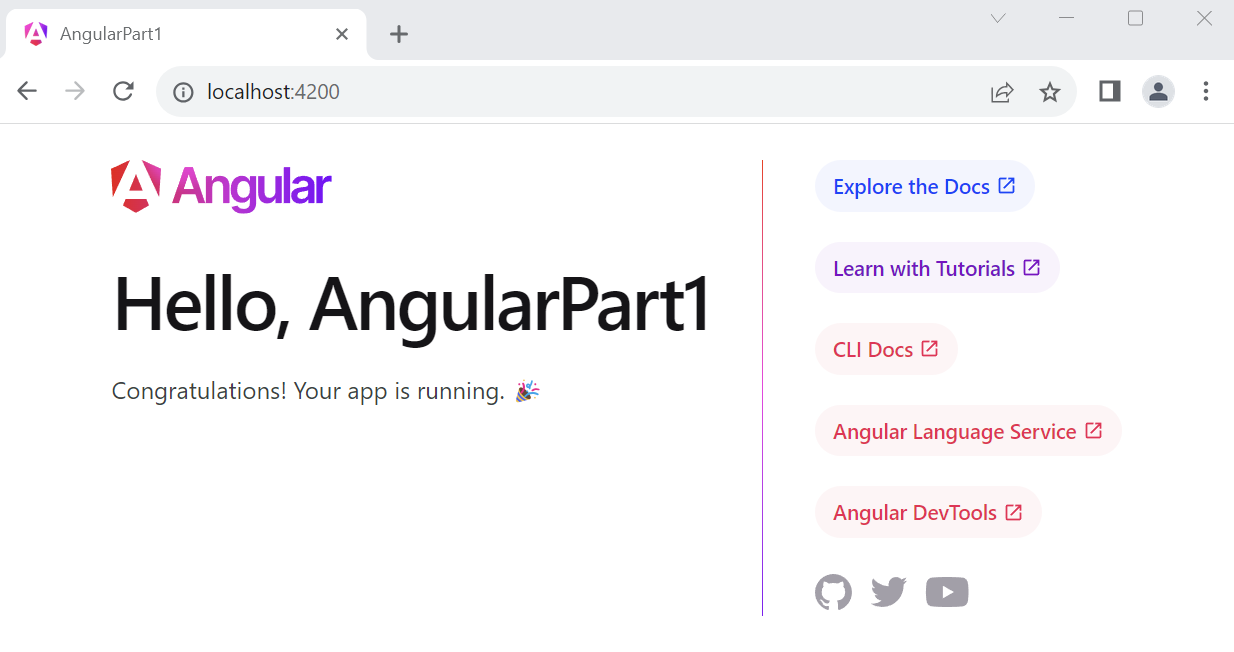 AngularPart1
localhost:4200
Angular
Hello, AngularPart1
Congratulations! Your app is running. 🎉
Explore the Docs
Learn with Tutorials
CLI Docs
Angular Language Service
Angular DevTools